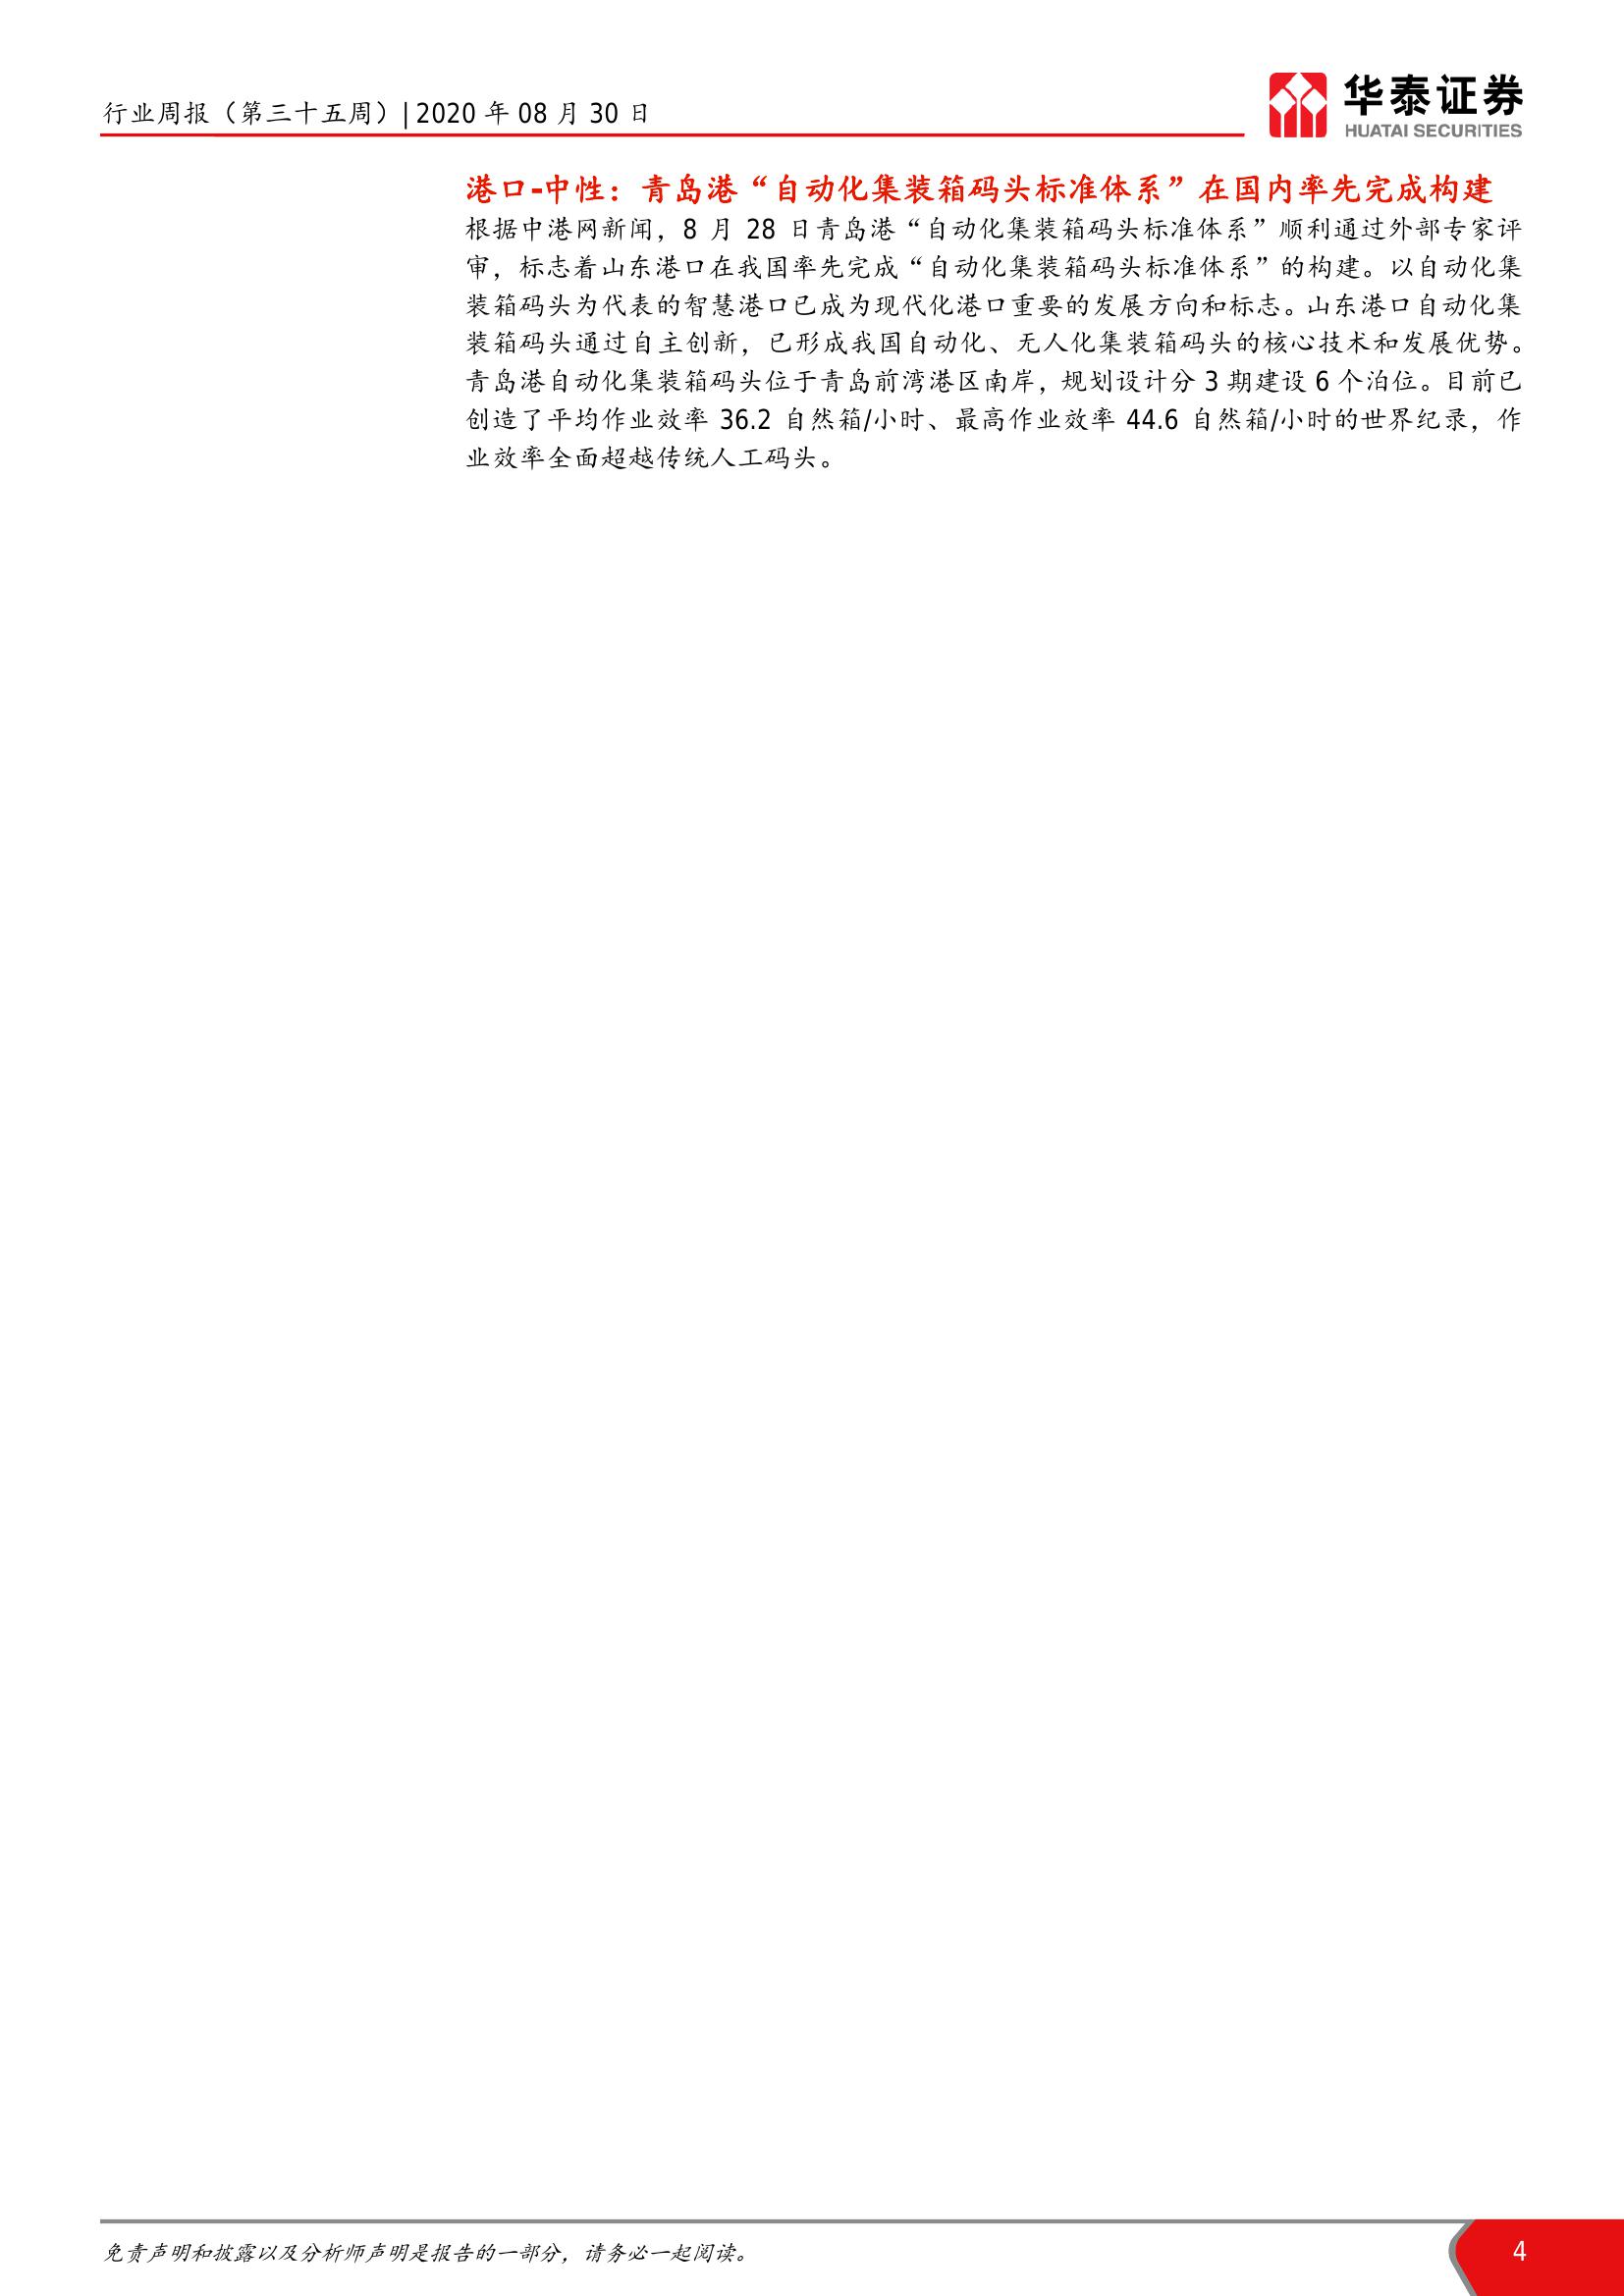 行业周报（第三十五周）| 2020 年 08 月 30 日
华泰证券
HUATAI SECURITIES
港口-中性：青岛港“自动化集装箱码头标准体系”在国内率先完成构建
根据中港网新闻，8 月 28 日青岛港“自动化集装箱码头标准体系”顺利通过外部专家评
审，标志着山东港口在我国率先完成“自动化集装箱码头标准体系”的构建。以自动化集
装箱码头为代表的智慧港口已成为现代化港口重要的发展方向和标志。山东港口自动化集
装箱码头通过自主创新，已形成我国自动化、无人化集装箱码头的核心技术和发展优势。
青岛港自动化集装箱码头位于青岛前湾港区南岸，规划设计分 3 期建设 6 个泊位。目前已
创造了平均作业效率 36.2 自然箱/小时、最高作业效率 44.6 自然箱/小时的世界纪录，作
业效率全面超越传统人工码头。
免责声明和披露以及分析师声明是报告的一部分，请务必一起阅读。
4